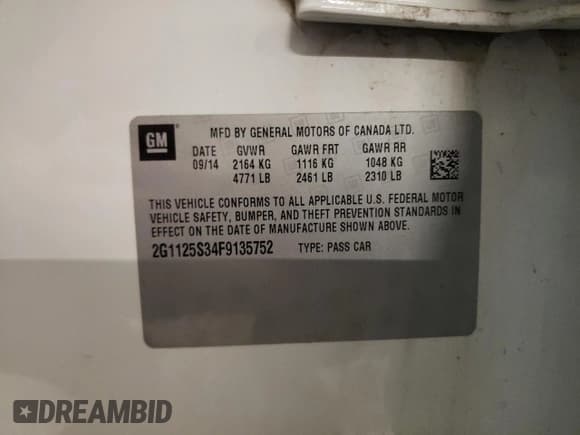 GM
MFD BY GENERAL MOTORS OF CANADA LTD.
DATE GVWR GAWR FRT GAWR RR
09/14 2164 KG 1116 KG 1048 KG
4771 LB 2461 LB 2310 LB
THIS VEHICLE CONFORMS TO ALL APPLICABLE U.S. FEDERAL MOTOR
VEHICLE SAFETY, BUMPER, AND THEFT PREVENTION STANDARDS IN
EFFECT ON THE DATE OF MANUFACTURE SHOWN ABOVE.
2G1125S34F9135752 TYPE: PASS CAR
DREAMBID